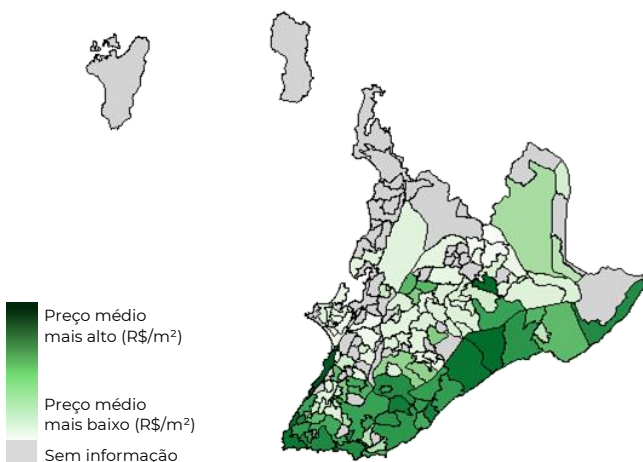 Preço médio
mais alto (R$/m²)
Preço médio
mais baixo (R$/m²)
Sem informação